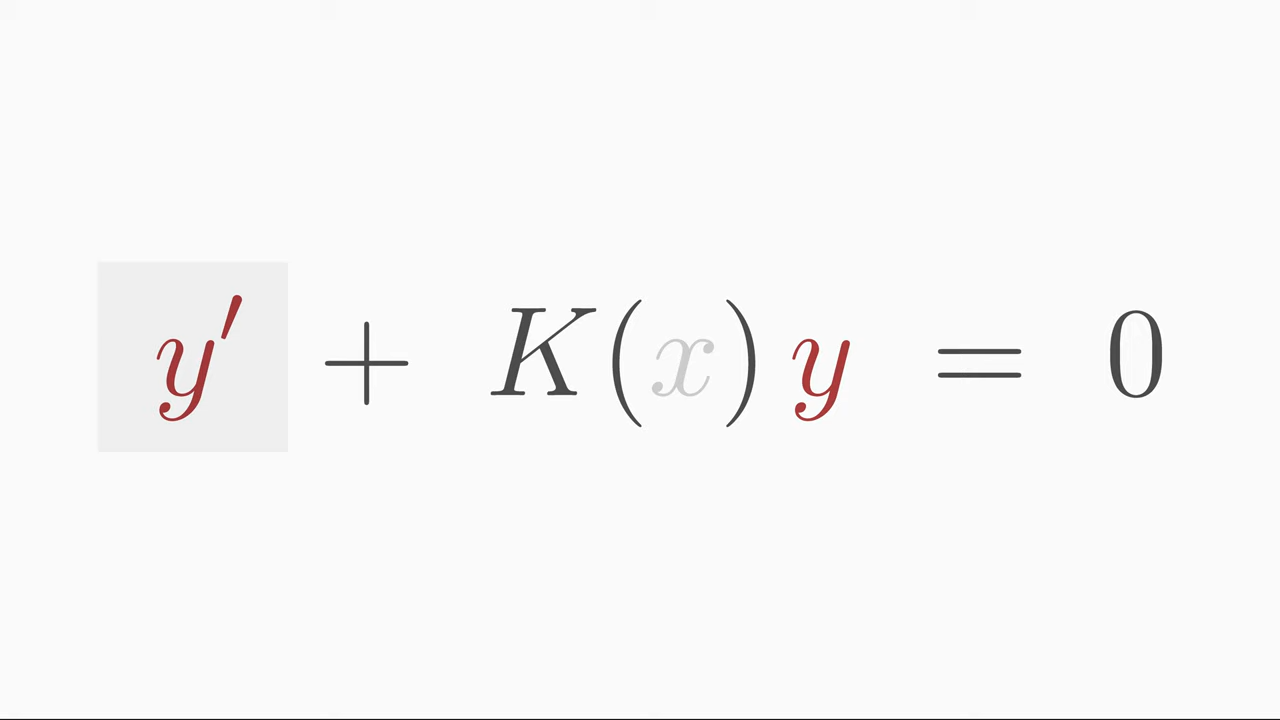 y′ + K(x) y = 0